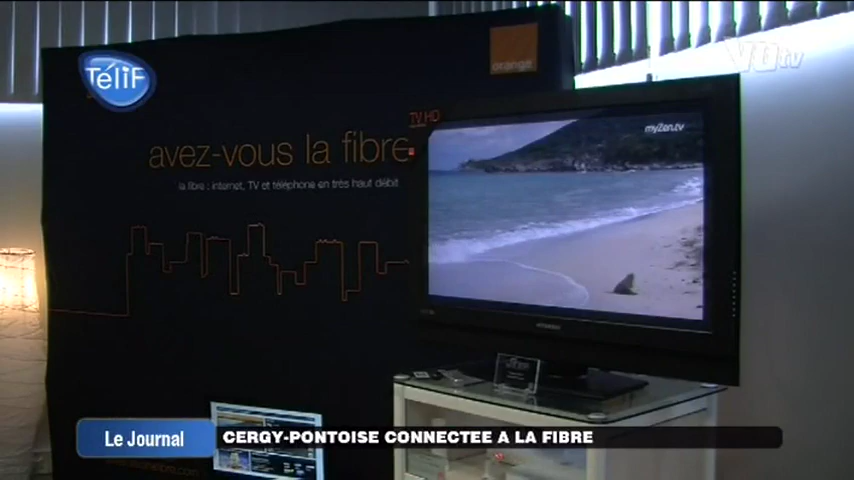 TéliF
orange
VOtv
TV HD
myZen.tv
avez-vous la fibre
la fibre : internet, TV et téléphone en très haut débit
Le Journal
CERGY-PONTOISE CONNECTEE A LA FIBRE